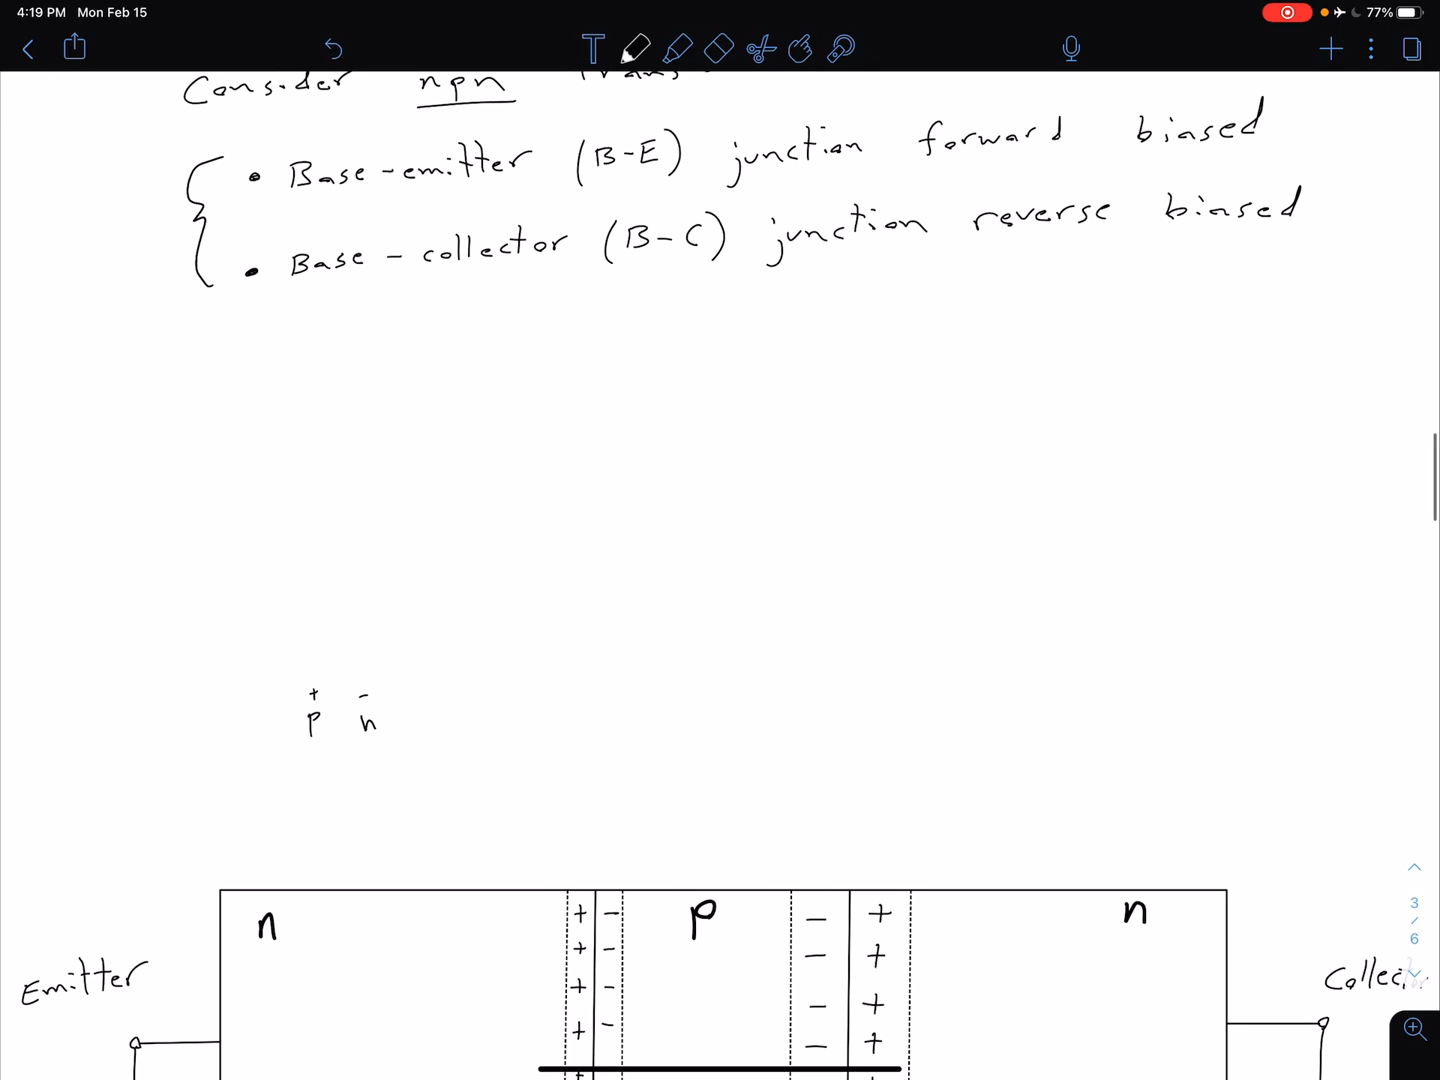 4:19 PM Mon Feb 15
77%
T
Consider npn
• Base-emitter (B-E) junction forward biased
• Base-collector (B-C) junction reverse biased
+ -
p n
n + - p - + n
+ - - +
Emitter
+ - - +
+ - - +
+
3
/
6